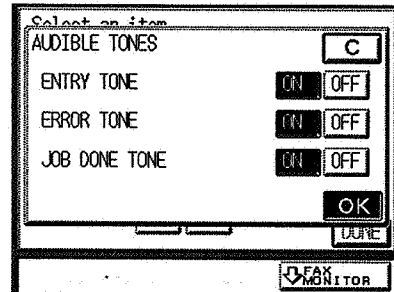 Select an item
AUDIBLE TONES C
ENTRY TONE ON OFF
ERROR TONE ON OFF
JOB DONE TONE ON OFF
OK
DONE
FAX
MONITOR